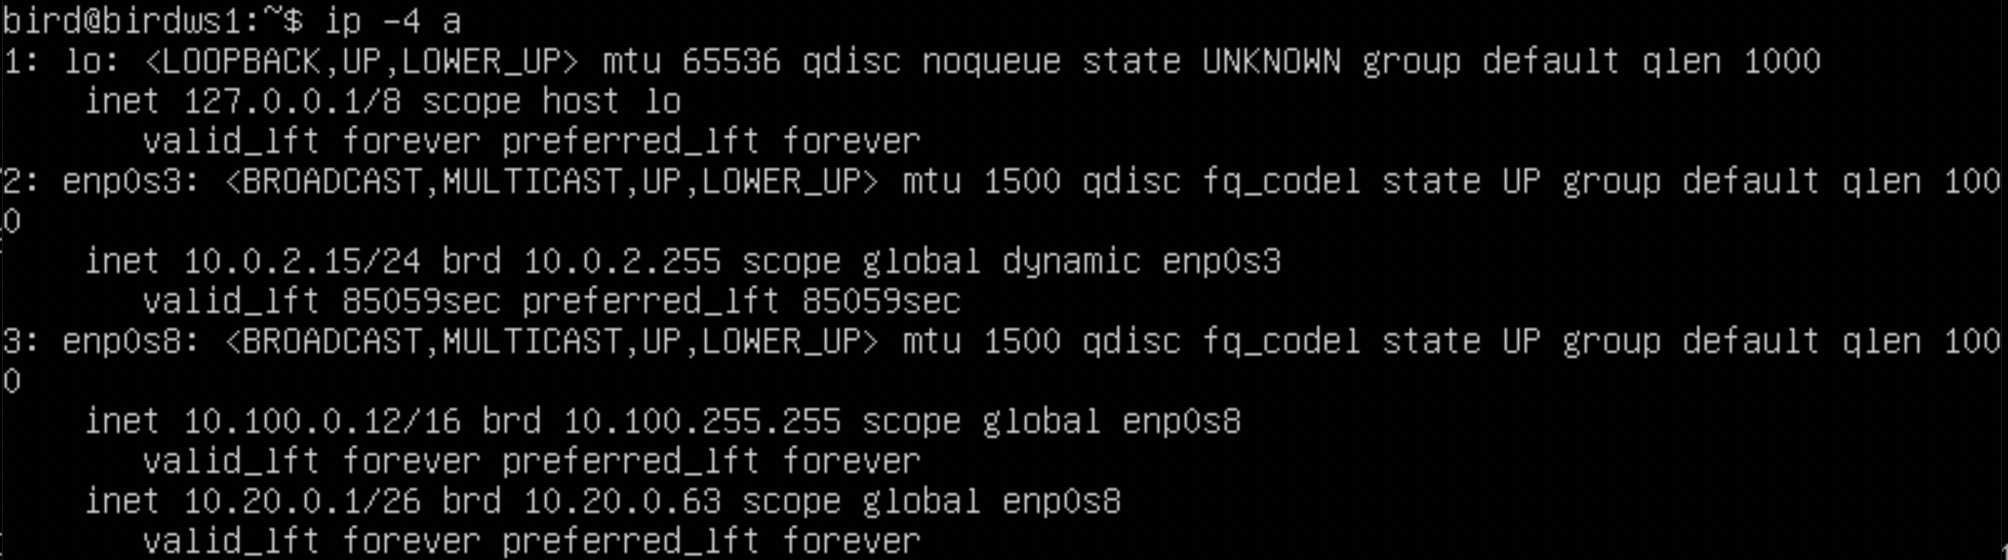 bird@birdws1:~$ ip -4 a
1: lo: <LOOPBACK,UP,LOWER_UP> mtu 65536 qdisc noqueue state UNKNOWN group default qlen 1000
    inet 127.0.0.1/8 scope host lo
       valid_lft forever preferred_lft forever
2: enp0s3: <BROADCAST,MULTICAST,UP,LOWER_UP> mtu 1500 qdisc fq_codel state UP group default qlen 100
0
    inet 10.0.2.15/24 brd 10.0.2.255 scope global dynamic enp0s3
       valid_lft 85059sec preferred_lft 85059sec
3: enp0s8: <BROADCAST,MULTICAST,UP,LOWER_UP> mtu 1500 qdisc fq_codel state UP group default qlen 100
0
    inet 10.100.0.12/16 brd 10.100.255.255 scope global enp0s8
       valid_lft forever preferred_lft forever
    inet 10.20.0.1/26 brd 10.20.0.63 scope global enp0s8
       valid_lft forever preferred_lft forever